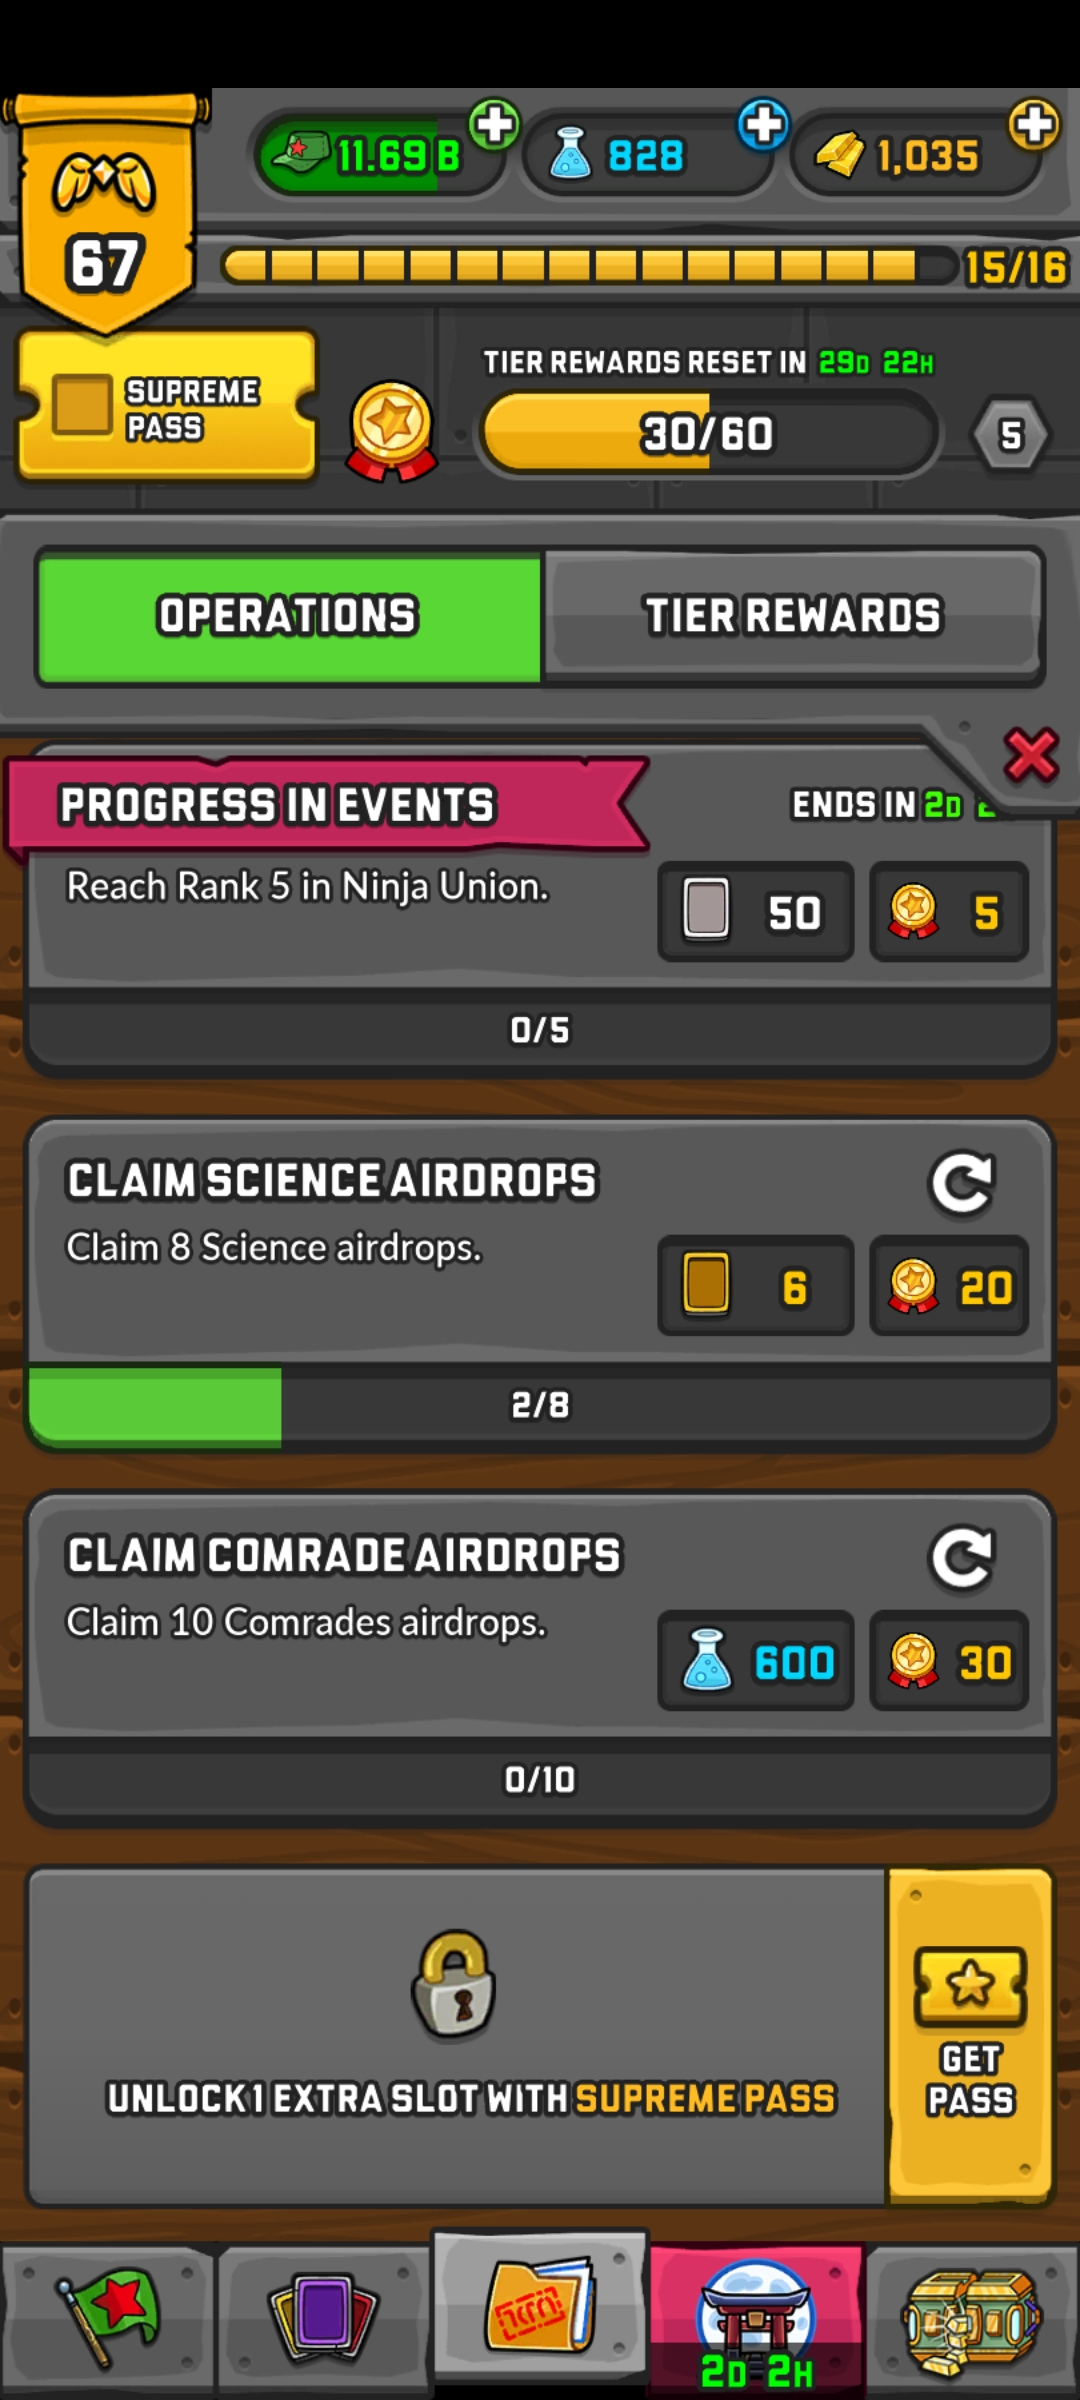 11.69 B
828
1,035
67
15/16
SUPREME
PASS
TIER REWARDS RESET IN 29D 22H
30/60
5
OPERATIONS
TIER REWARDS
PROGRESS IN EVENTS
ENDS IN 2D
Reach Rank 5 in Ninja Union.
50
5
0/5
CLAIM SCIENCE AIRDROPS
Claim 8 Science airdrops.
6
20
2/8
CLAIM COMRADE AIRDROPS
Claim 10 Comrades airdrops.
600
30
0/10
UNLOCK 1 EXTRA SLOT WITH SUPREME PASS
GET
PASS
2D 2H